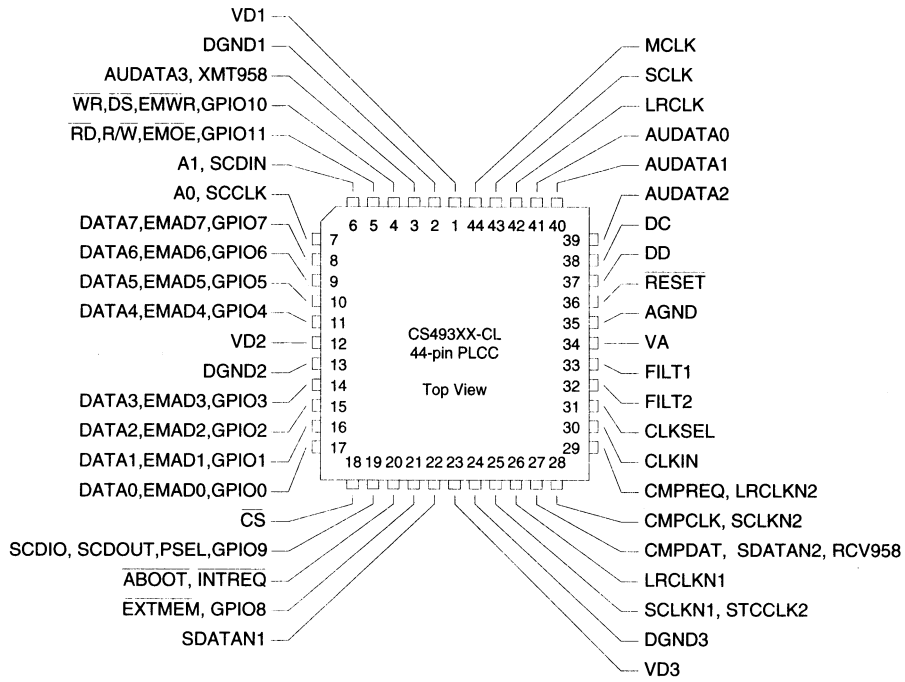 VD1
DGND1
AUDATA3, XMT958
WR,DS,EMWR,GPIO10
RD,R/W,EMOE,GPIO11
A1, SCDIN
A0, SCCLK
DATA7,EMAD7,GPIO7
DATA6,EMAD6,GPIO6
DATA5,EMAD5,GPIO5
DATA4,EMAD4,GPIO4
VD2
DGND2
DATA3,EMAD3,GPIO3
DATA2,EMAD2,GPIO2
DATA1,EMAD1,GPIO1
DATA0,EMAD0,GPIO0
CS
SCDIO, SCDOUT,PSEL,GPIO9
ABOOT, INTREQ
EXTMEM, GPIO8
SDATAN1
6 5 4 3 2 1 44 43 42 41 40
7
8
9
10
11
12
13
14
15
16
17
CS493XX-CL
44-pin PLCC
Top View
39
38
37
36
35
34
33
32
31
30
29
18 19 20 21 22 23 24 25 26 27 28
MCLK
SCLK
LRCLK
AUDATA0
AUDATA1
AUDATA2
DC
DD
RESET
AGND
VA
FILT1
FILT2
CLKSEL
CLKIN
CMPREQ, LRCLKN2
CMPCLK, SCLKN2
CMPDAT, SDATAN2, RCV958
LRCLKN1
SCLKN1, STCCLK2
DGND3
VD3